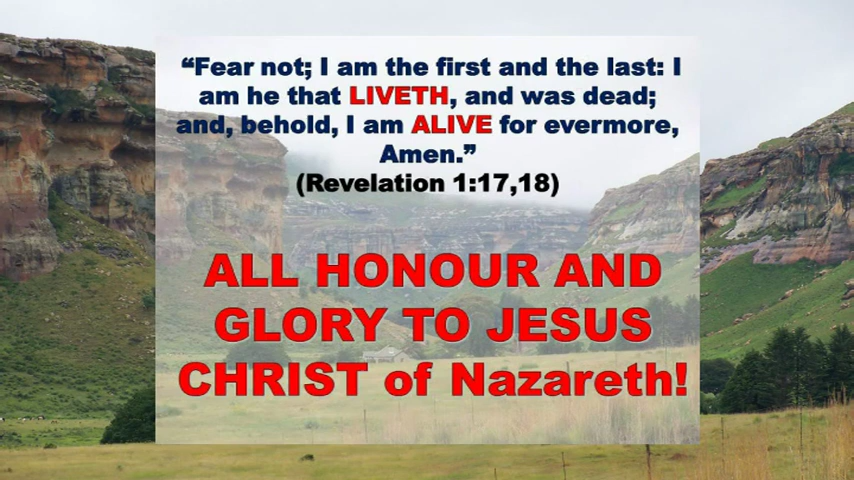 “Fear not; I am the first and the last: I
am he that LIVETH, and was dead;
and, behold, I am ALIVE for evermore,
Amen.”
(Revelation 1:17,18)
ALL HONOUR AND
GLORY TO JESUS
CHRIST of Nazareth!